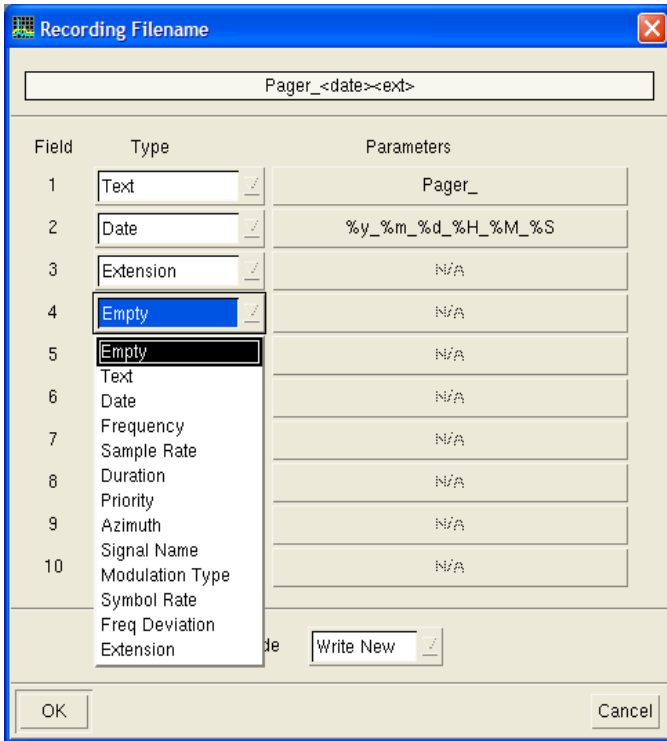 Recording Filename
Pager_<date><ext>
Field Type Parameters
1 Text Pager_
2 Date %y_%m_%d_%H_%M_%S
3 Extension N/A
4 Empty N/A
5 Empty N/A
Text
6 Date N/A
Frequency
7 Sample Rate N/A
8 Duration N/A
Priority
9 Azimuth N/A
Signal Name
10 Modulation Type N/A
Symbol Rate
Freq Deviation
Extension de Write New
OK Cancel